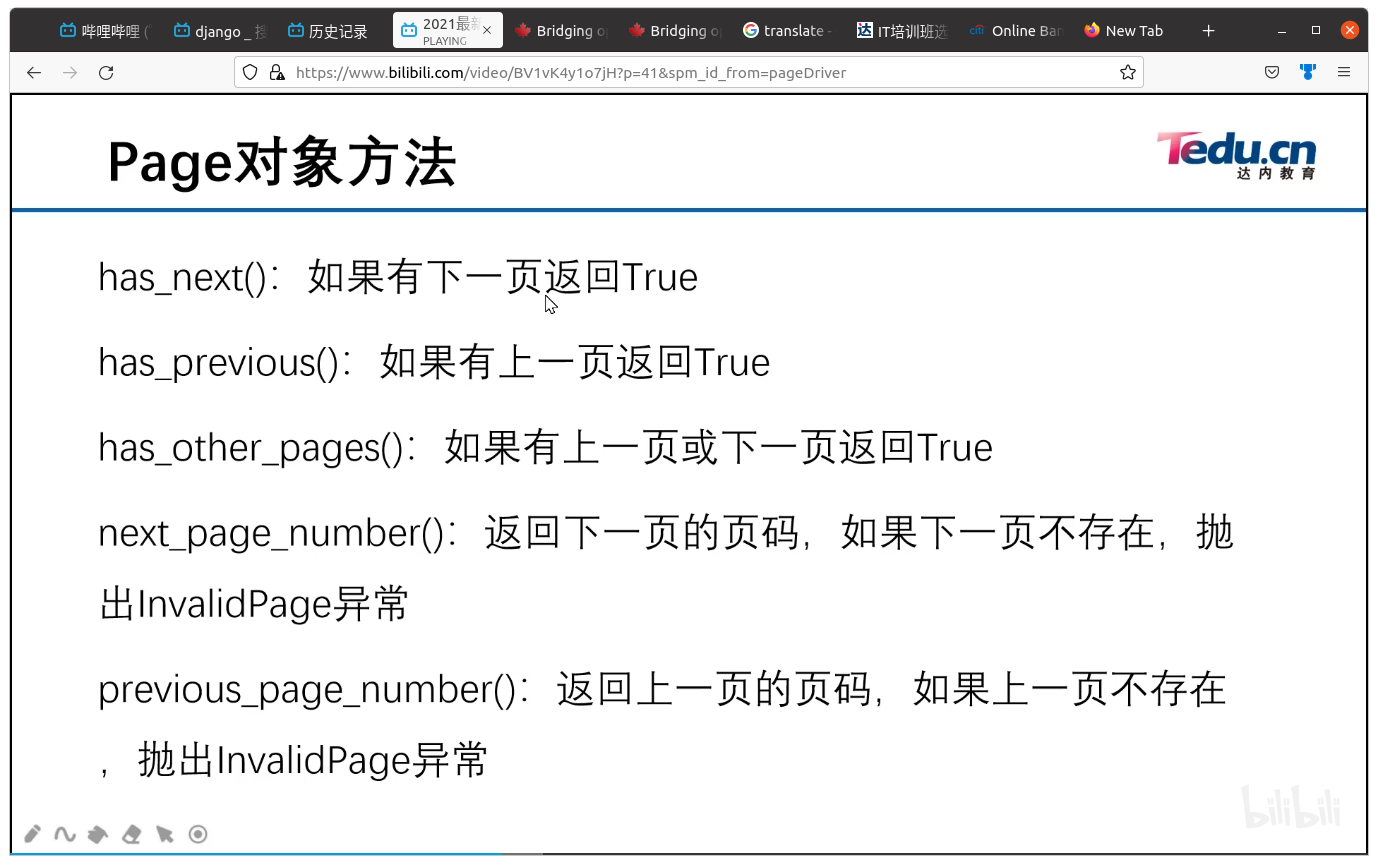 哔哩哔哩 (
django _ 搜
历史记录
2021最新
PLAYING
Bridging o
Bridging o
translate -
IT培训班选
Online Ban
New Tab
https://www.bilibili.com/video/BV1vK4y1o7jH?p=41&spm_id_from=pageDriver
Page对象方法
Tedu.cn
达内教育
has_next()：如果有下一页返回True
has_previous()：如果有上一页返回True
has_other_pages()：如果有上一页或下一页返回True
next_page_number()：返回下一页的页码，如果下一页不存在，抛
出InvalidPage异常
previous_page_number()：返回上一页的页码，如果上一页不存在
，抛出InvalidPage异常
bilibili